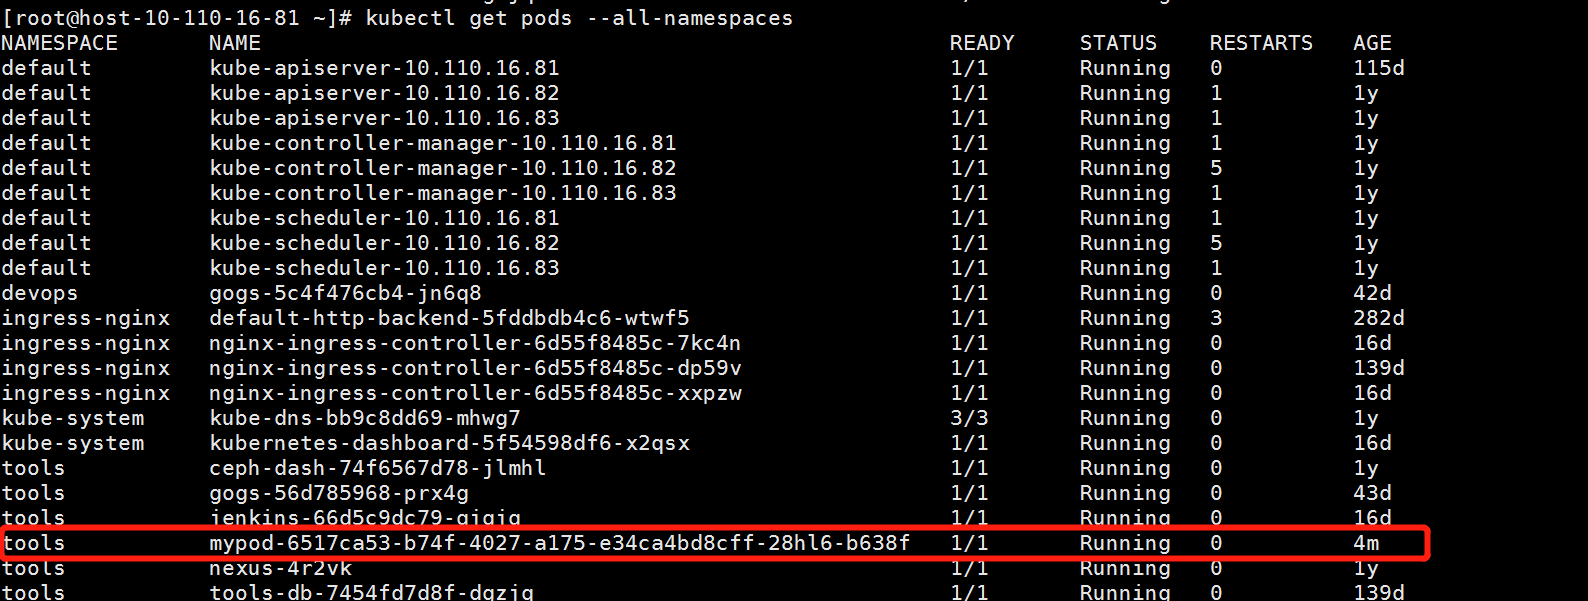 [root@host-10-110-16-81 ~]# kubectl get pods --all-namespaces
NAMESPACE NAME READY STATUS RESTARTS AGE
default kube-apiserver-10.110.16.81 1/1 Running 0 115d
default kube-apiserver-10.110.16.82 1/1 Running 1 1y
default kube-apiserver-10.110.16.83 1/1 Running 1 1y
default kube-controller-manager-10.110.16.81 1/1 Running 1 1y
default kube-controller-manager-10.110.16.82 1/1 Running 5 1y
default kube-controller-manager-10.110.16.83 1/1 Running 1 1y
default kube-scheduler-10.110.16.81 1/1 Running 1 1y
default kube-scheduler-10.110.16.82 1/1 Running 5 1y
default kube-scheduler-10.110.16.83 1/1 Running 1 1y
devops gogs-5c4f476cb4-jn6q8 1/1 Running 0 42d
ingress-nginx default-http-backend-5fddbdb4c6-wtwf5 1/1 Running 3 282d
ingress-nginx nginx-ingress-controller-6d55f8485c-7kc4n 1/1 Running 0 16d
ingress-nginx nginx-ingress-controller-6d55f8485c-dp59v 1/1 Running 0 139d
ingress-nginx nginx-ingress-controller-6d55f8485c-xxpzw 1/1 Running 0 16d
kube-system kube-dns-bb9c8dd69-mhwg7 3/3 Running 0 1y
kube-system kubernetes-dashboard-5f54598df6-x2qsx 1/1 Running 0 16d
tools ceph-dash-74f6567d78-jlmhl 1/1 Running 0 1y
tools gogs-56d785968-prx4g 1/1 Running 0 43d
tools 1/1 Running 0 16d
tools mypod-6517ca53-b74f-4027-a175-e34ca4bd8cff-28hl6-b638f 1/1 Running 0 4m
tools nexus-4r2vk 1/1 Running 0 1y
tools 1/1 Running 0 139d